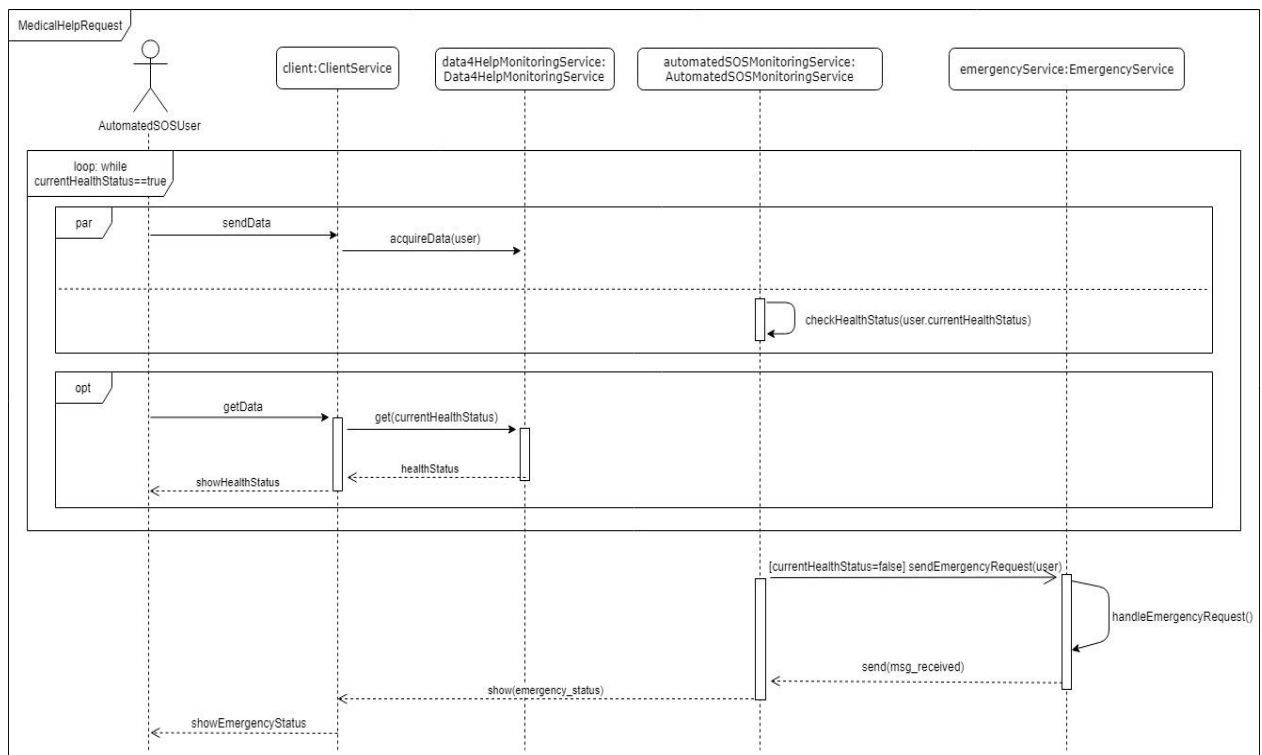 MedicalHelpRequest
client:ClientService
data4HelpMonitoringService:
Data4HelpMonitoringService
automatedSOSMonitoringService:
AutomatedSOSMonitoringService
emergencyService:EmergencyService
AutomatedSOSUser
loop: while
currentHealthStatus==true
par
sendData
acquireData(user)
checkHealthStatus(user.currentHealthStatus)
opt
getData
get(currentHealthStatus)
healthStatus
showHealthStatus
[currentHealthStatus=false] sendEmergencyRequest(user)
handleEmergencyRequest()
send(msg_received)
show(emergency_status)
showEmergencyStatus